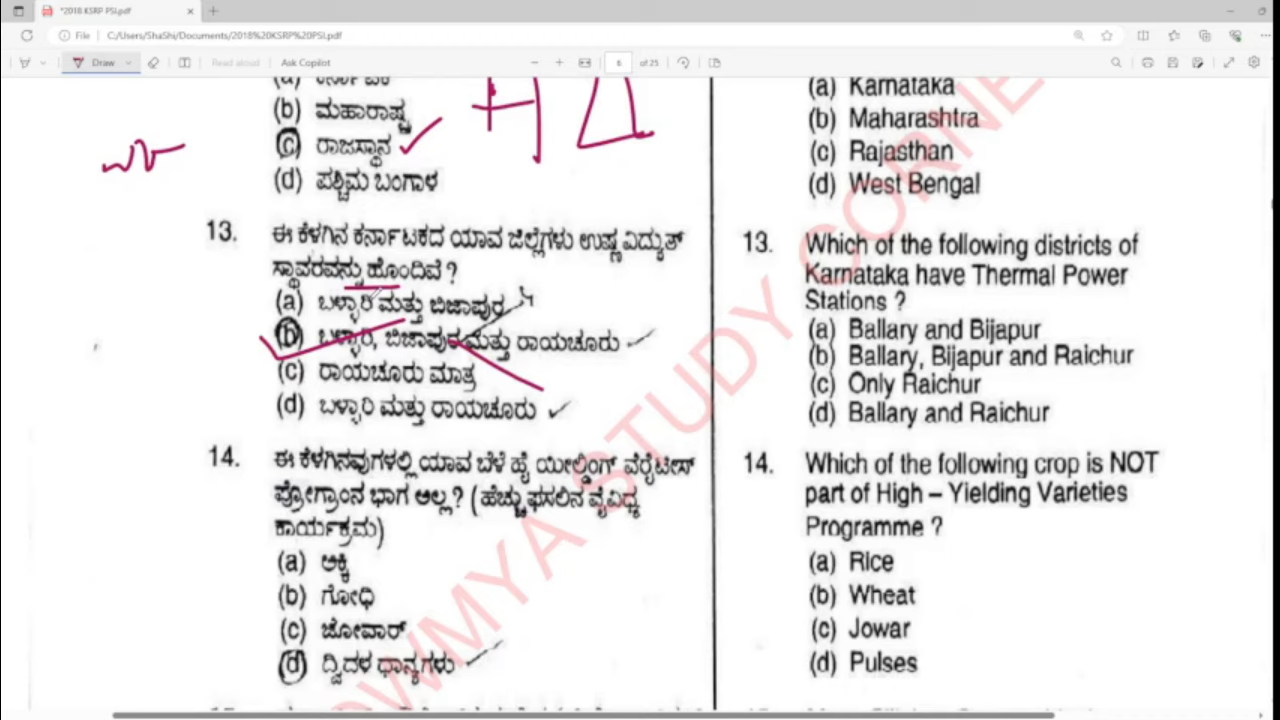 *2018 KSRP PSI.pdf
File C:/Users/ShaShi/Documents/2018%20KSRP%20PSI.pdf
Draw Read aloud Ask Copilot 6 of 25
(b) ಮಹಾರಾಷ್ಟ್ರ
(c) ರಾಜಸ್ಥಾನ
(d) ಪಶ್ಚಿಮ ಬಂಗಾಳ
13. ಈ ಕೆಳಗಿನ ಕರ್ನಾಟಕದ ಯಾವ ಜಿಲ್ಲೆಗಳು ಉಷ್ಣ ವಿದ್ಯುತ್
ಸ್ಥಾವರವನ್ನು ಹೊಂದಿವೆ ?
(a) ಬಳ್ಳಾರಿ ಮತ್ತು ಬಿಜಾಪುರ
(b) ಬಳ್ಳಾರಿ, ಬಿಜಾಪುರ ಮತ್ತು ರಾಯಚೂರು
(c) ರಾಯಚೂರು ಮಾತ್ರ
(d) ಬಳ್ಳಾರಿ ಮತ್ತು ರಾಯಚೂರು
14. ಈ ಕೆಳಗಿನವುಗಳಲ್ಲಿ ಯಾವ ಬೆಳೆ ಹೈ ಯೀಲ್ಡಿಂಗ್ ವೆರೈಟೀಸ್
ಪ್ರೋಗ್ರಾಂನ ಭಾಗ ಅಲ್ಲ ? (ಹೆಚ್ಚು ಫಸಲಿನ ವೈವಿಧ್ಯ
ಕಾರ್ಯಕ್ರಮ)
(a) ಅಕ್ಕಿ
(b) ಗೋಧಿ
(c) ಜೋವಾರ್
(d) ದ್ವಿದಳ ಧಾನ್ಯಗಳು
(a) Karnataka
(b) Maharashtra
(c) Rajasthan
(d) West Bengal
13. Which of the following districts of
Karnataka have Thermal Power
Stations ?
(a) Ballary and Bijapur
(b) Ballary, Bijapur and Raichur
(c) Only Raichur
(d) Ballary and Raichur
14. Which of the following crop is NOT
part of High – Yielding Varieties
Programme ?
(a) Rice
(b) Wheat
(c) Jowar
(d) Pulses
OWMYA STUDY CORNE